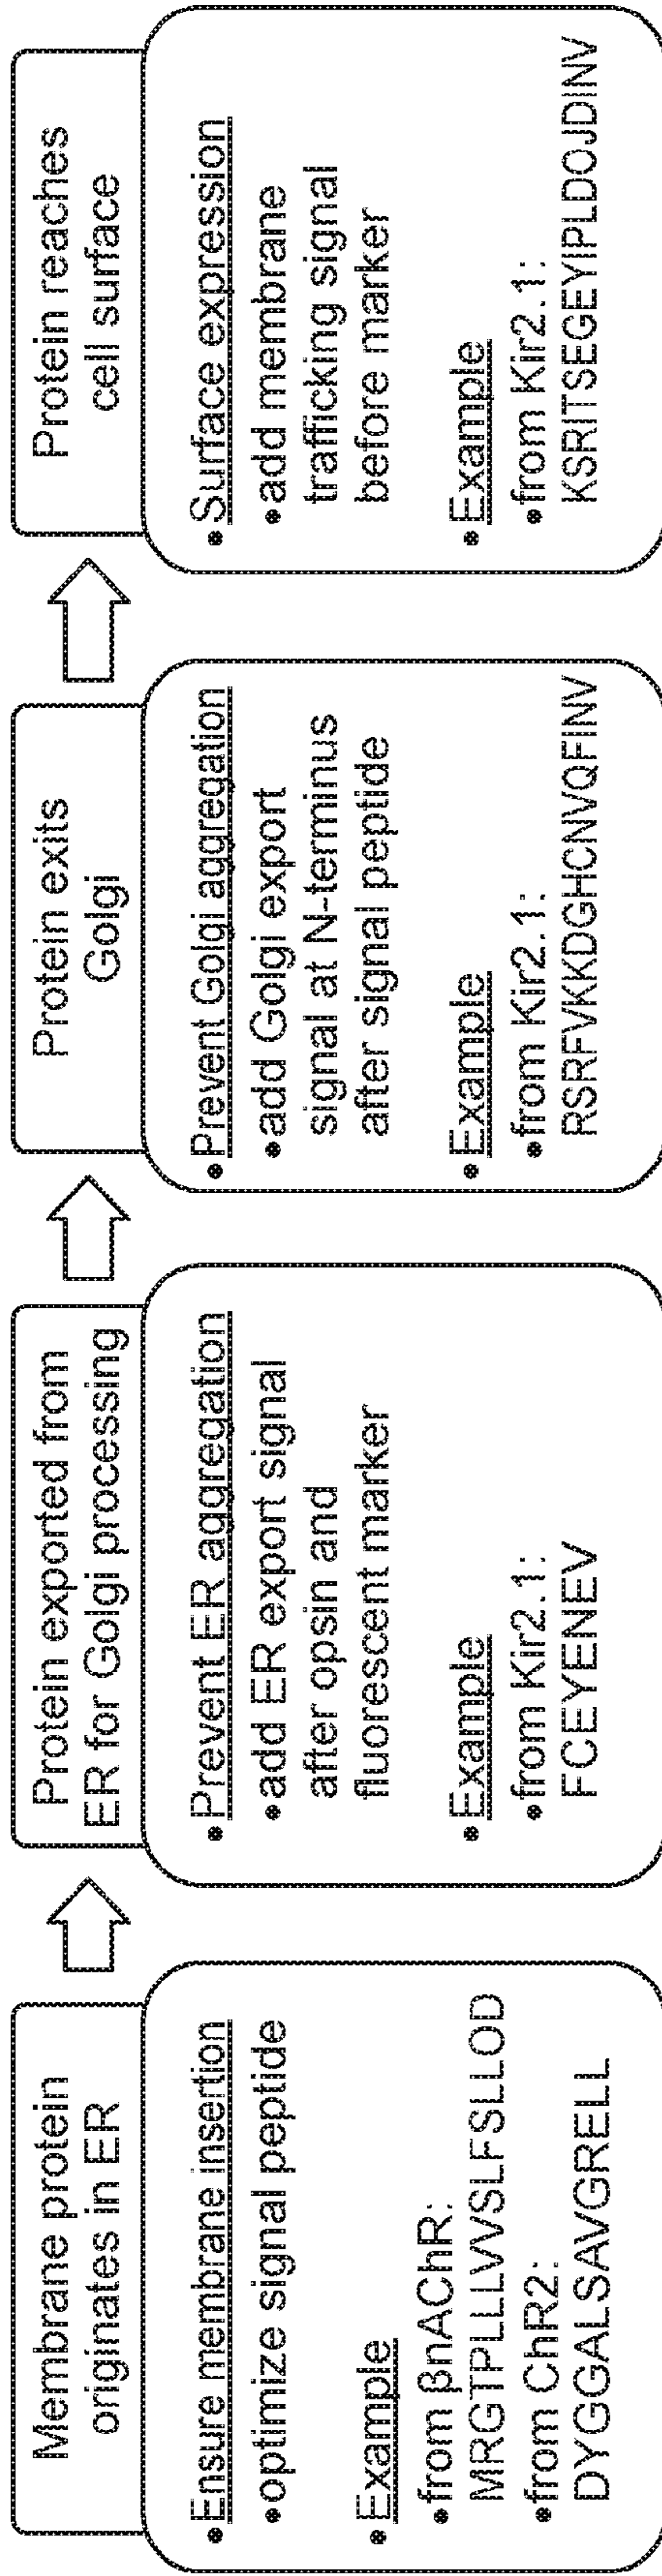 Membrane protein
originates in ER
• Ensure membrane insertion
•optimize signal peptide
•Example
•from βnAChR:
MRGTPLLLVVSLFSLLOD
•from ChR2:
DYGGALSAVGRELL
Protein exported from
ER for Golgi processing
•Prevent ER aggregation
•add ER export signal
after opsin and
fluorescent marker
•Example
•from Kir2.1:
FCEYENEV
Protein exits
Golgi
•Prevent Golgi aggregation
•add Golgi export
signal at N-terminus
after signal peptide
•Example
•from Kir2.1:
RSRFVKKDGHCNVQFINV
Protein reaches
cell surface
•Surface expression
•add membrane
trafficking signal
before marker
•Example
•from Kir2.1:
KSRITSEGEYIPLDOJDINV